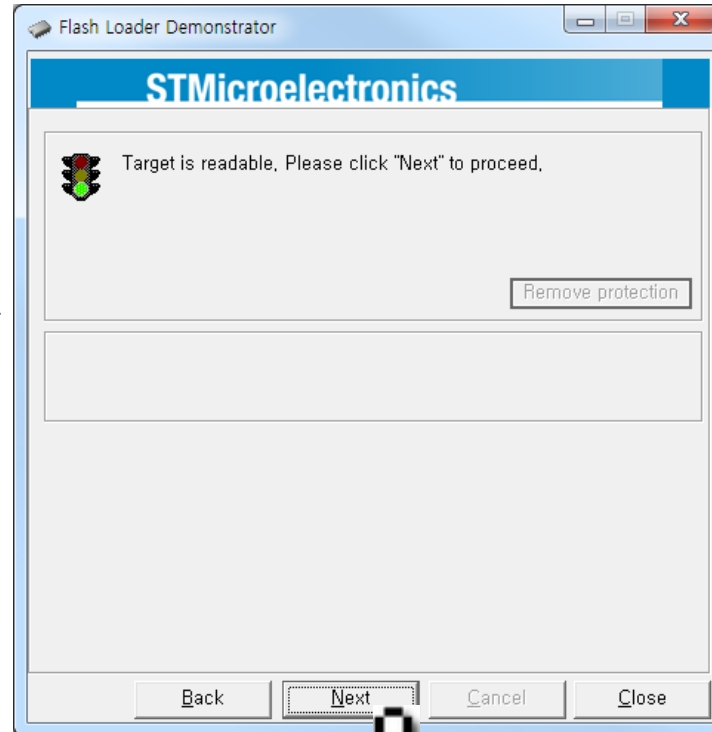 Flash Loader Demonstrator
STMicroelectronics
Target is readable, Please click "Next" to proceed,
Remove protection
Back
Next
Cancel
Close